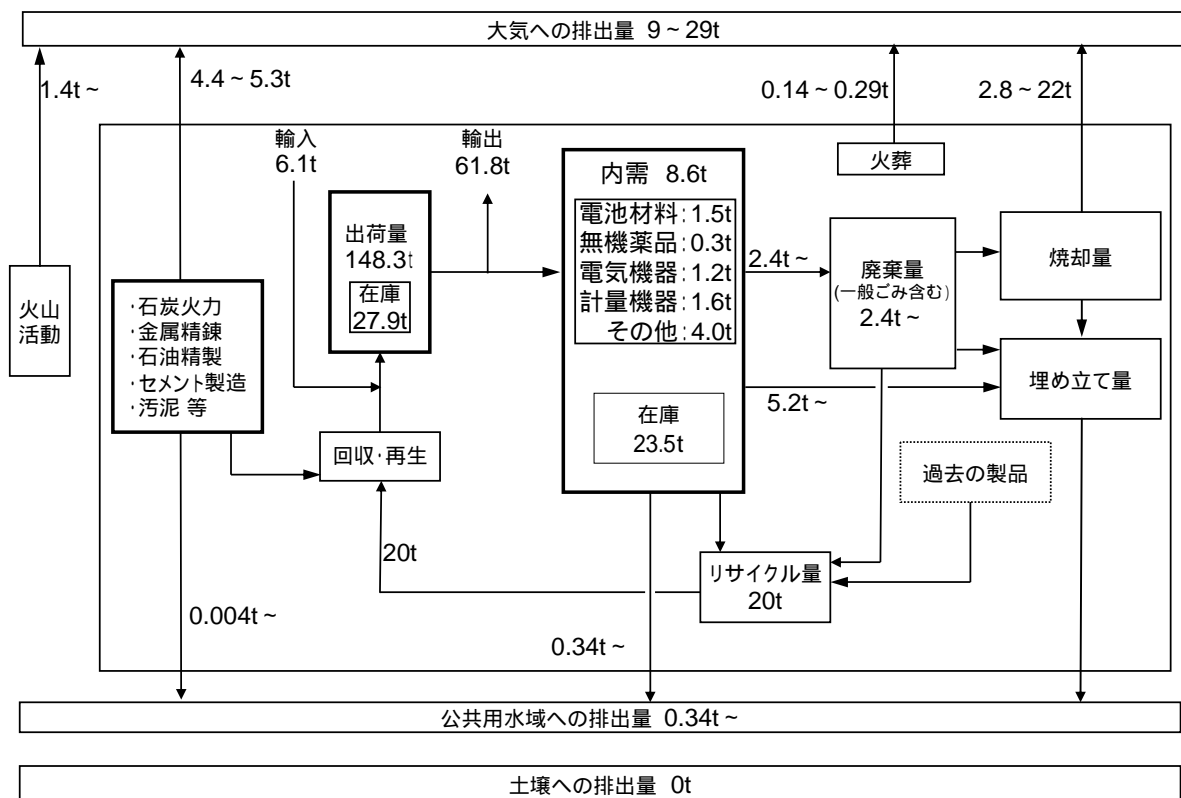 大気への排出量 9～29t
1.4t～
4.4～5.3t
0.14～0.29t
2.8～22t
輸入
6.1t
輸出
61.8t
火葬
内需 8.6t
電池材料:1.5t
無機薬品:0.3t
電気機器:1.2t
計量機器:1.6t
その他:4.0t
在庫
23.5t
出荷量
148.3t
在庫
27.9t
2.4t～
廃棄量
(一般ごみ含む)
2.4t～
焼却量
火山
活動
・石炭火力
・金属精錬
・石油精製
・セメント製造
・汚泥 等
5.2t～
埋め立て量
回収・再生
過去の製品
20t
リサイクル量
20t
0.004t～
0.34t～
公共用水域への排出量 0.34t～
土壌への排出量 0t